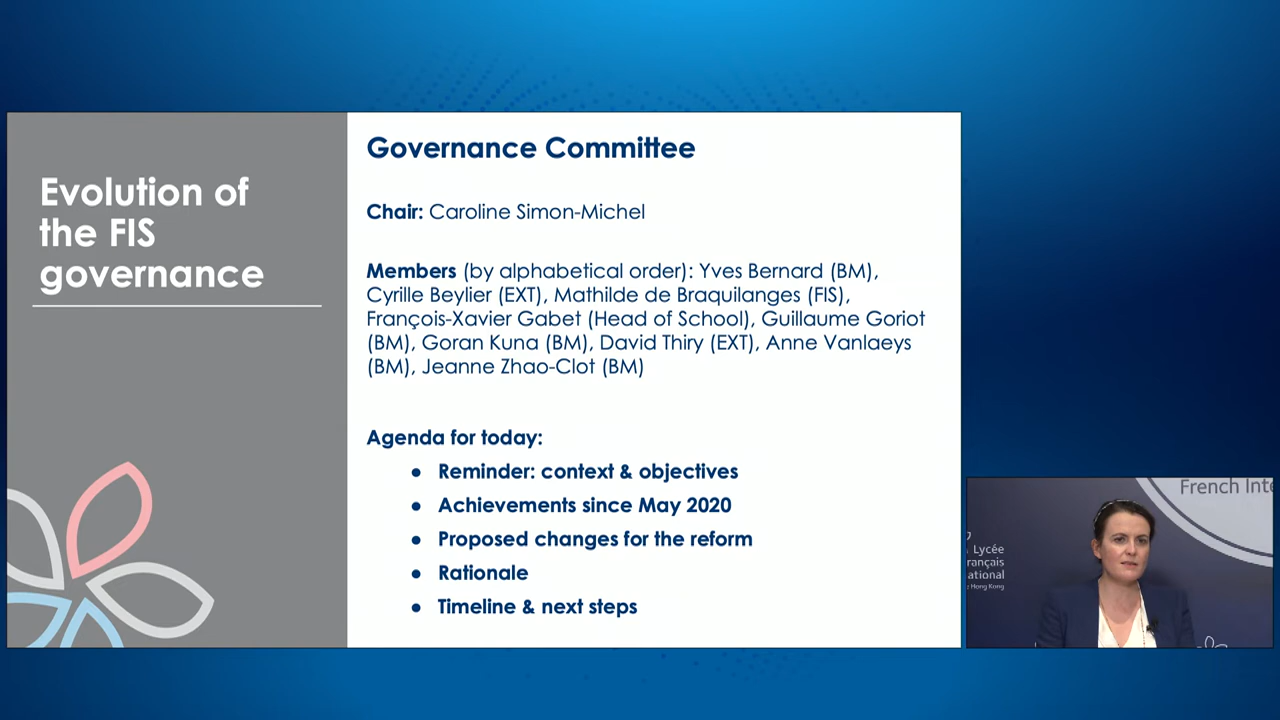 Evolution of
the FIS
governance
Governance Committee
Chair: Caroline Simon-Michel
Members (by alphabetical order): Yves Bernard (BM),
Cyrille Beylier (EXT), Mathilde de Braquilanges (FIS),
François-Xavier Gabet (Head of School), Guillaume Goriot
(BM), Goran Kuna (BM), David Thiry (EXT), Anne Vanlaeys
(BM), Jeanne Zhao-Clot (BM)
Agenda for today:
● Reminder: context & objectives
● Achievements since May 2020
● Proposed changes for the reform
● Rationale
● Timeline & next steps
French Inte
Lycée
rançais
ational
Hong Kong